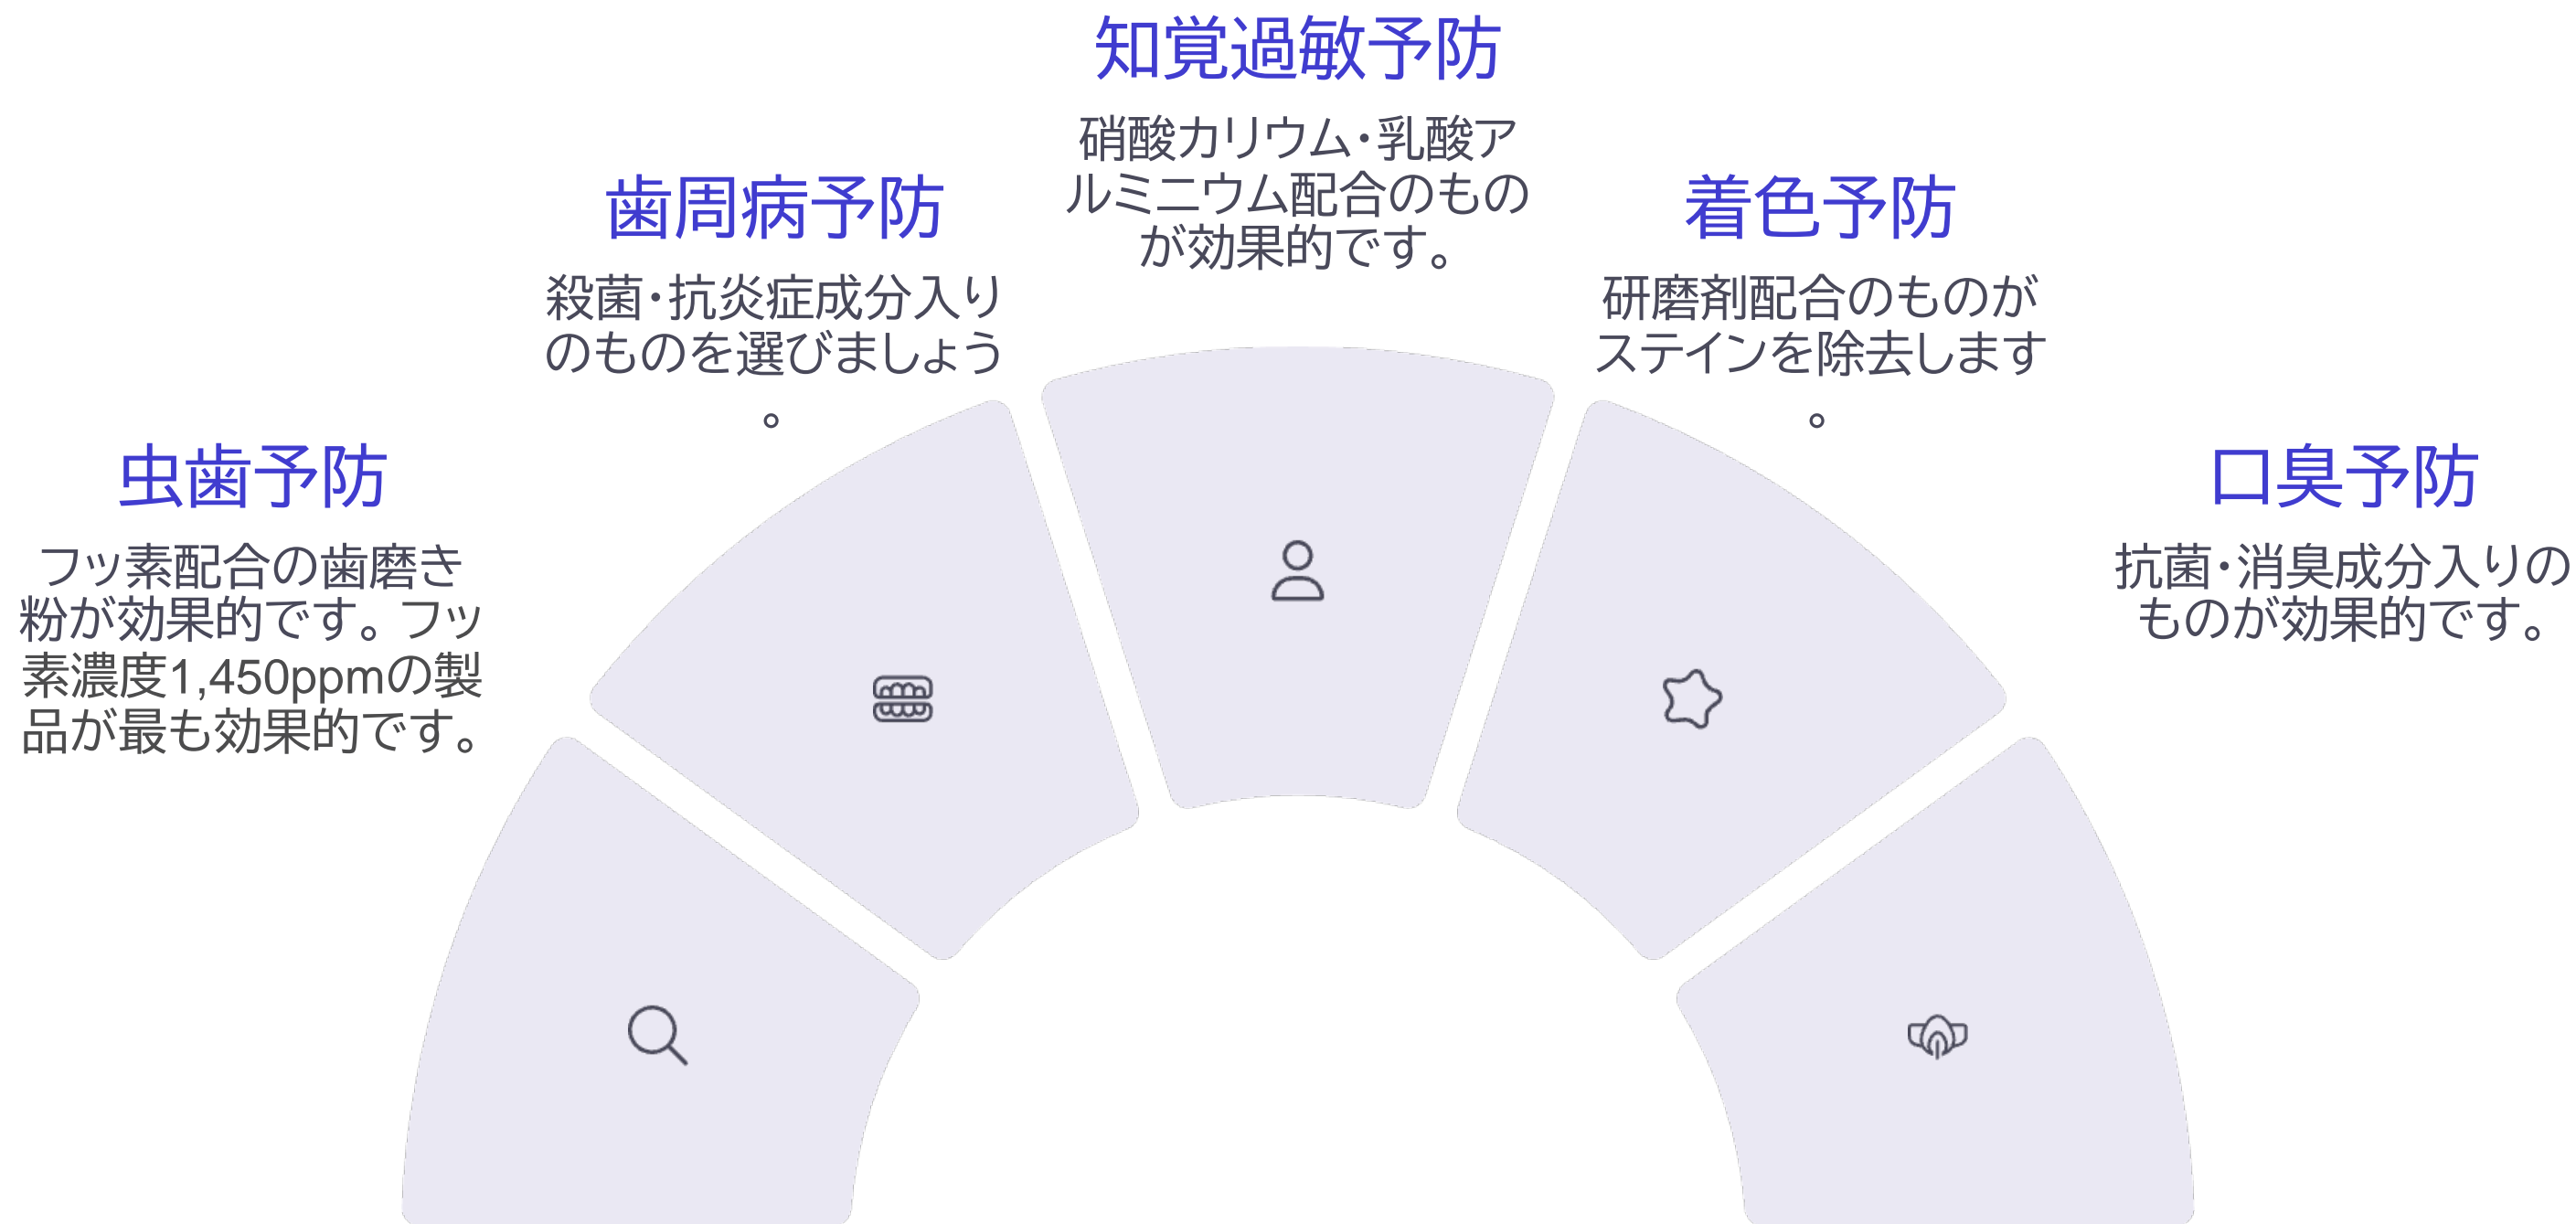 虫歯予防
フッ素配合の歯磨き
粉が効果的です。フッ
素濃度1,450ppmの製
品が最も効果的です。
歯周病予防
殺菌・抗炎症成分入り
のものを選びましょう
。
知覚過敏予防
硝酸カリウム・乳酸ア
ルミニウム配合のもの
が効果的です。
着色予防
研磨剤配合のものが
ステインを除去します
。
口臭予防
抗菌・消臭成分入りの
ものが効果的です。